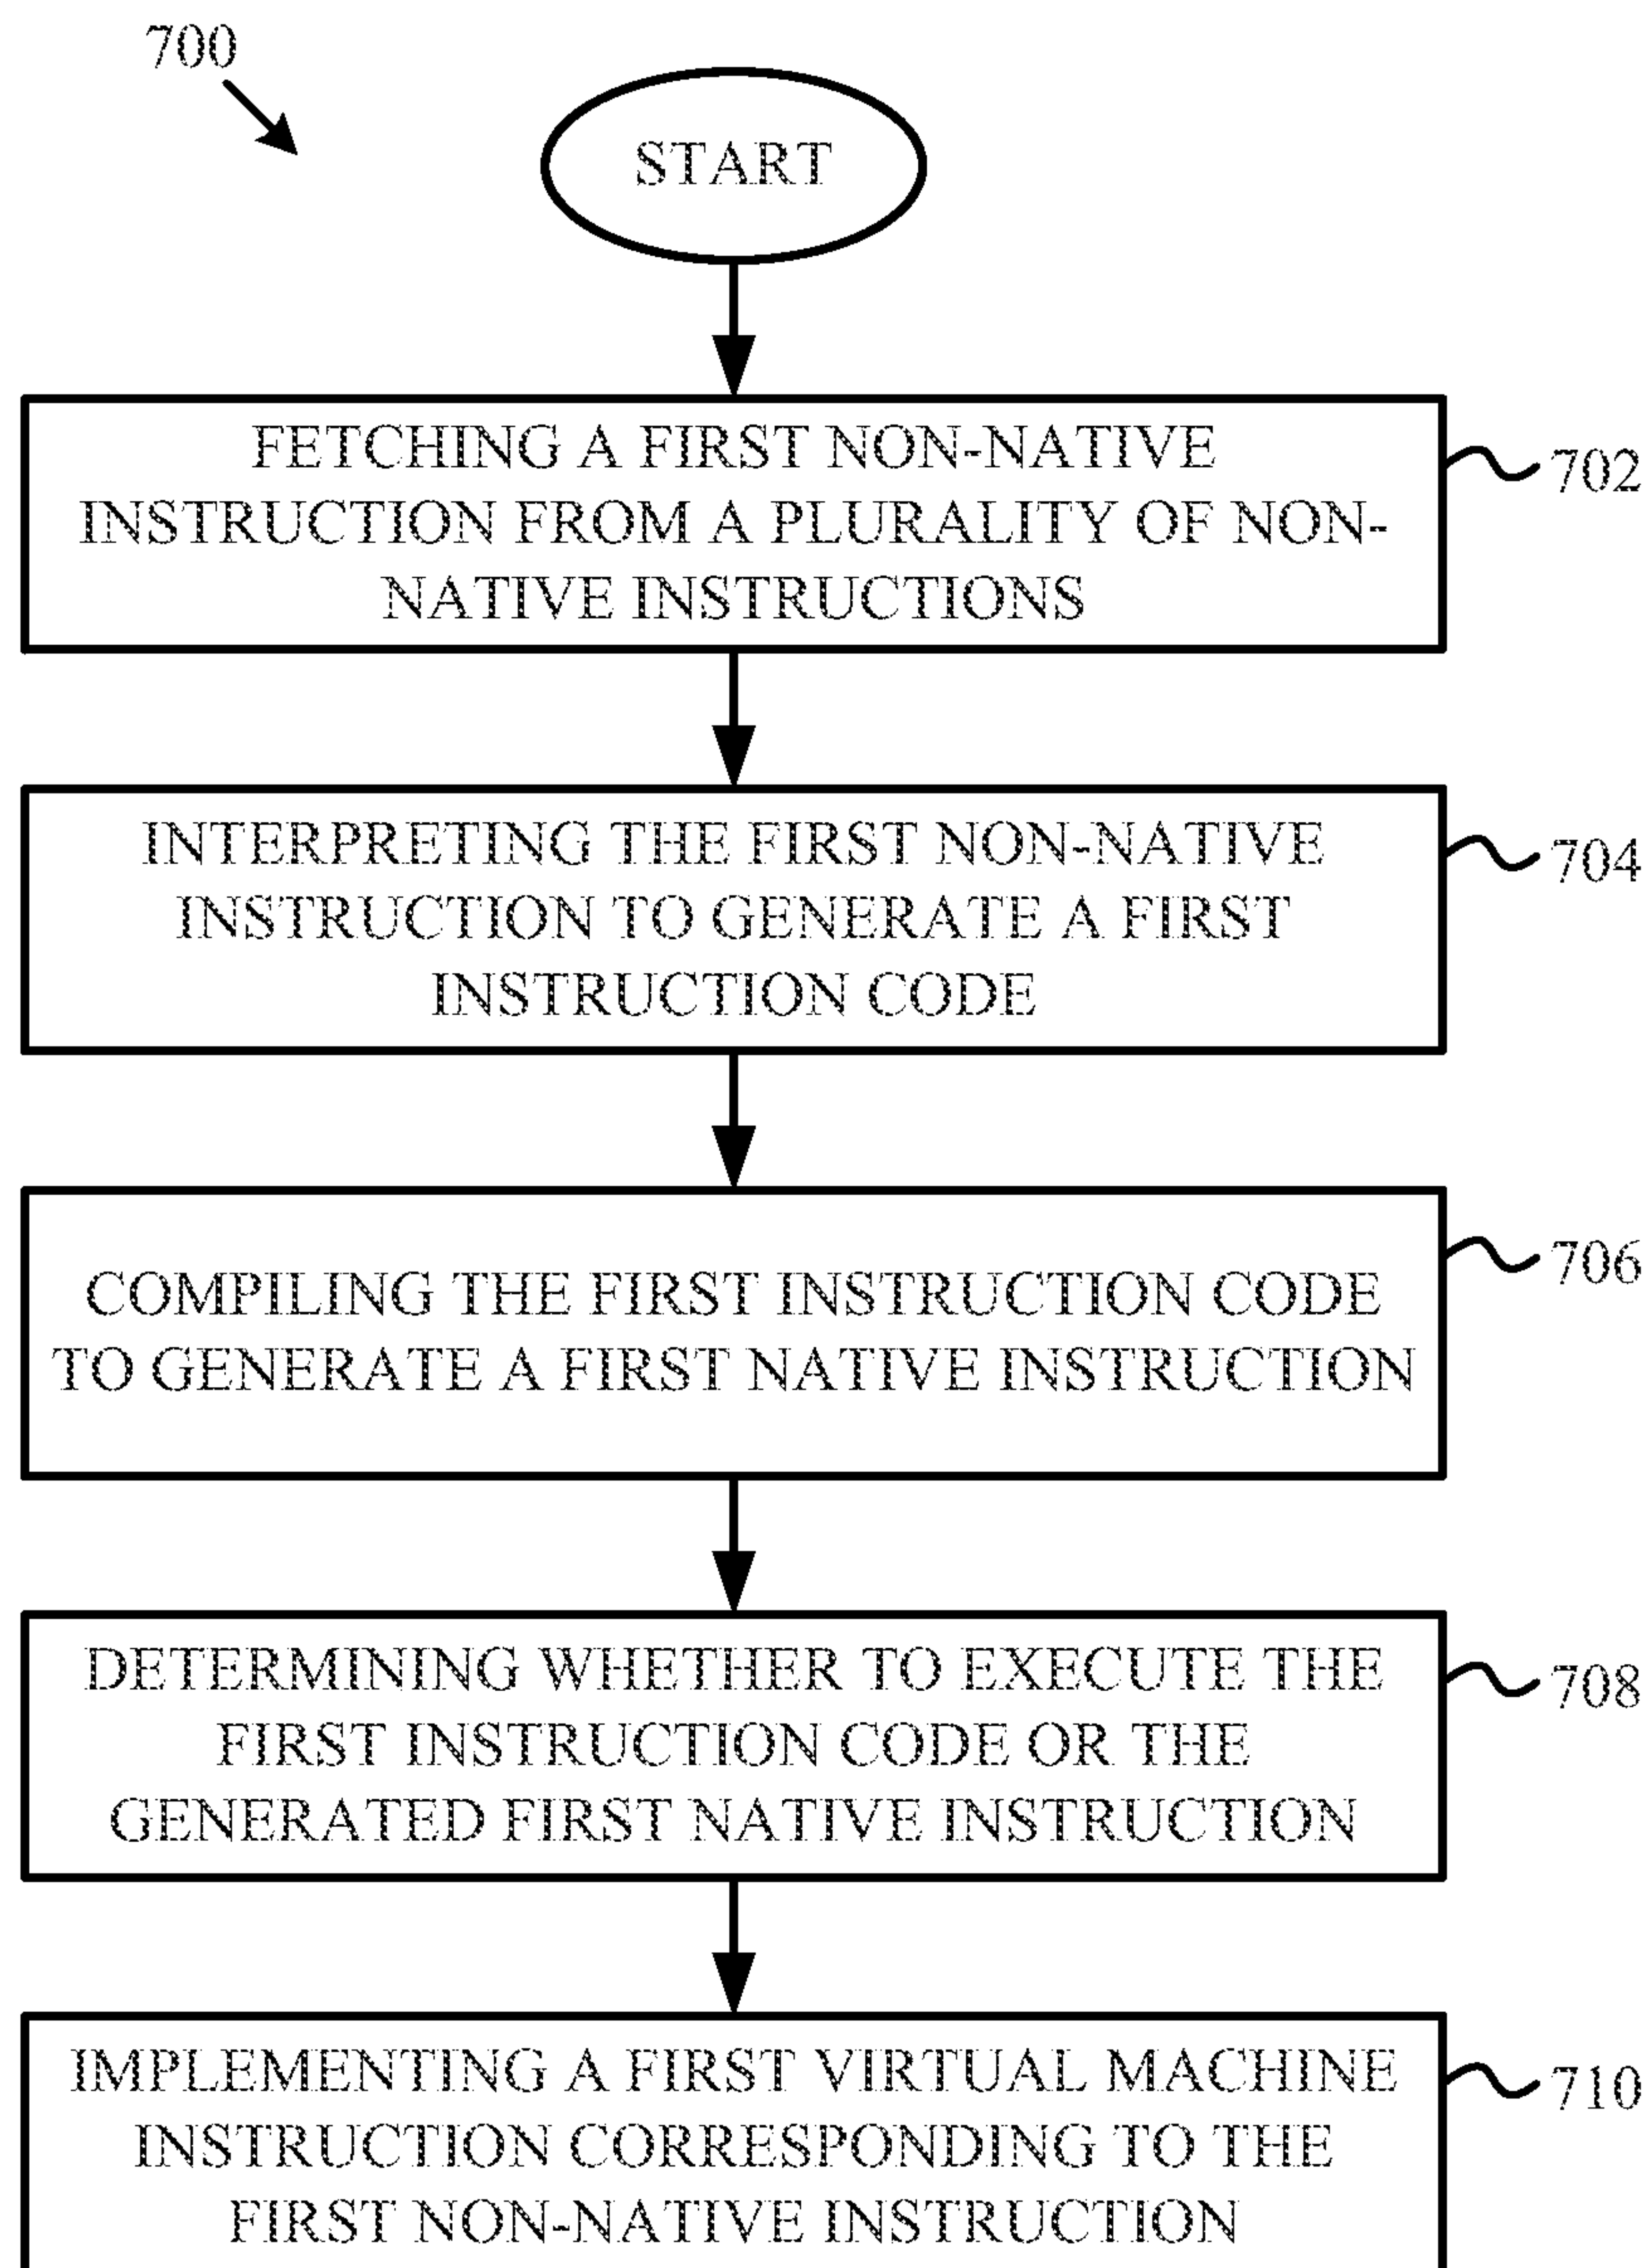 700
START
FETCHING A FIRST NON-NATIVE
INSTRUCTION FROM A PLURALITY OF NON-
NATIVE INSTRUCTIONS
702
INTERPRETING THE FIRST NON-NATIVE
INSTRUCTION TO GENERATE A FIRST
INSTRUCTION CODE
704
COMPILING THE FIRST INSTRUCTION CODE
TO GENERATE A FIRST NATIVE INSTRUCTION
706
DETERMINING WHETHER TO EXECUTE THE
FIRST INSTRUCTION CODE OR THE
GENERATED FIRST NATIVE INSTRUCTION
708
IMPLEMENTING A FIRST VIRTUAL MACHINE
INSTRUCTION CORRESPONDING TO THE
FIRST NON-NATIVE INSTRUCTION
710